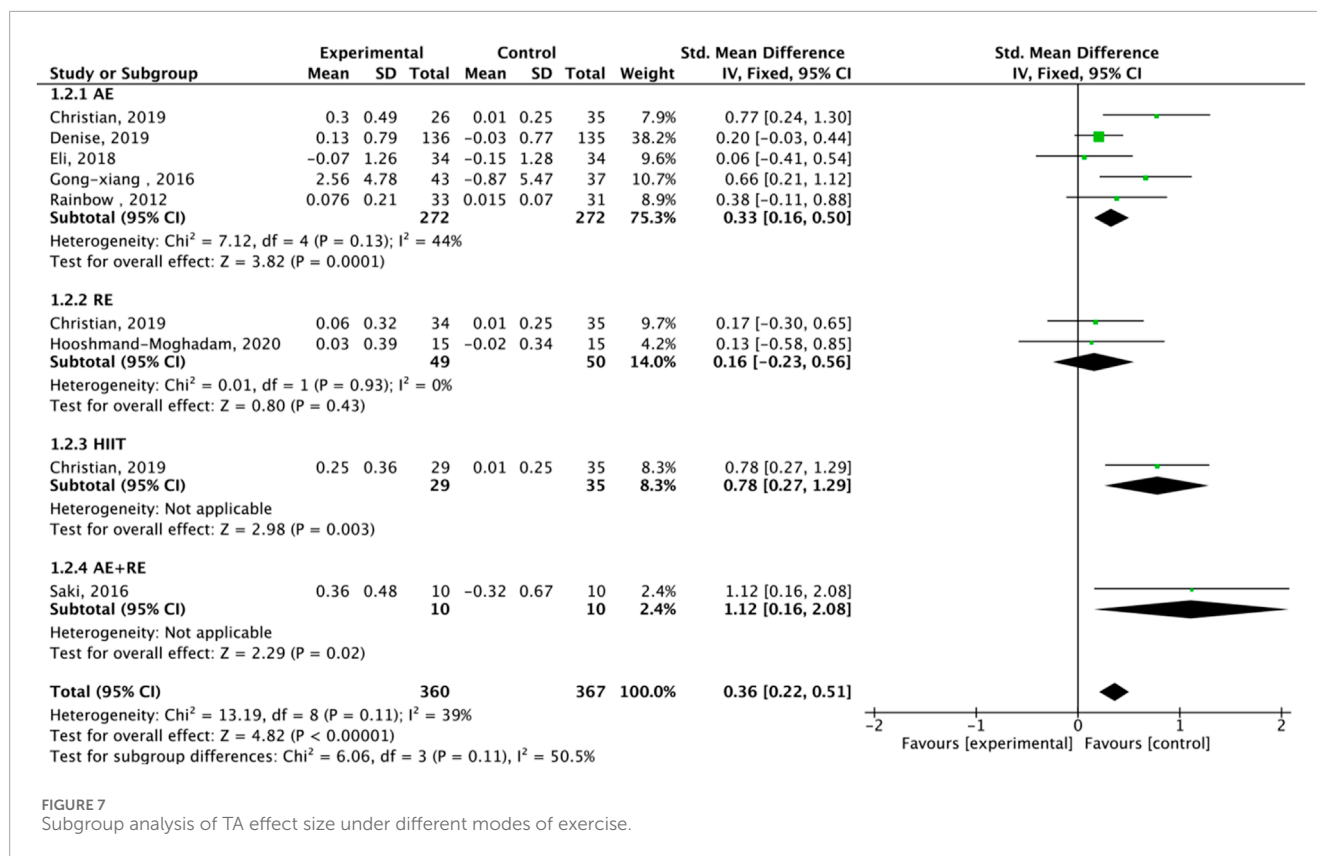 Experimental Control Std. Mean Difference Std. Mean Difference
Study or Subgroup Mean SD Total Mean SD Total Weight IV, Fixed, 95% CI IV, Fixed, 95% CI
1.2.1 AE
Christian, 2019 0.3 0.49 26 0.01 0.25 35 7.9% 0.77 [0.24, 1.30]
Denise, 2019 0.13 0.79 136 -0.03 0.77 135 38.2% 0.20 [-0.03, 0.44]
Eli, 2018 -0.07 1.26 34 -0.15 1.28 34 9.6% 0.06 [-0.41, 0.54]
Gong-xiang , 2016 2.56 4.78 43 -0.87 5.47 37 10.7% 0.66 [0.21, 1.12]
Rainbow , 2012 0.076 0.21 33 0.015 0.07 31 8.9% 0.38 [-0.11, 0.88]
Subtotal (95% CI) 272 272 75.3% 0.33 [0.16, 0.50]
Heterogeneity: Chi² = 7.12, df = 4 (P = 0.13); I² = 44%
Test for overall effect: Z = 3.82 (P = 0.0001)
1.2.2 RE
Christian, 2019 0.06 0.32 34 0.01 0.25 35 9.7% 0.17 [-0.30, 0.65]
Hooshmand-Moghadam, 2020 0.03 0.39 15 -0.02 0.34 15 4.2% 0.13 [-0.58, 0.85]
Subtotal (95% CI) 49 50 14.0% 0.16 [-0.23, 0.56]
Heterogeneity: Chi² = 0.01, df = 1 (P = 0.93); I² = 0%
Test for overall effect: Z = 0.80 (P = 0.43)
1.2.3 HIIT
Christian, 2019 0.25 0.36 29 0.01 0.25 35 8.3% 0.78 [0.27, 1.29]
Subtotal (95% CI) 29 35 8.3% 0.78 [0.27, 1.29]
Heterogeneity: Not applicable
Test for overall effect: Z = 2.98 (P = 0.003)
1.2.4 AE+RE
Saki, 2016 0.36 0.48 10 -0.32 0.67 10 2.4% 1.12 [0.16, 2.08]
Subtotal (95% CI) 10 10 2.4% 1.12 [0.16, 2.08]
Heterogeneity: Not applicable
Test for overall effect: Z = 2.29 (P = 0.02)
Total (95% CI) 360 367 100.0% 0.36 [0.22, 0.51]
Heterogeneity: Chi² = 13.19, df = 8 (P = 0.11); I² = 39%
Test for overall effect: Z = 4.82 (P < 0.00001)
Test for subgroup differences: Chi² = 6.06, df = 3 (P = 0.11), I² = 50.5%
-2 -1 0 1 2
Favours [experimental] Favours [control]
FIGURE 7
Subgroup analysis of TA effect size under different modes of exercise.